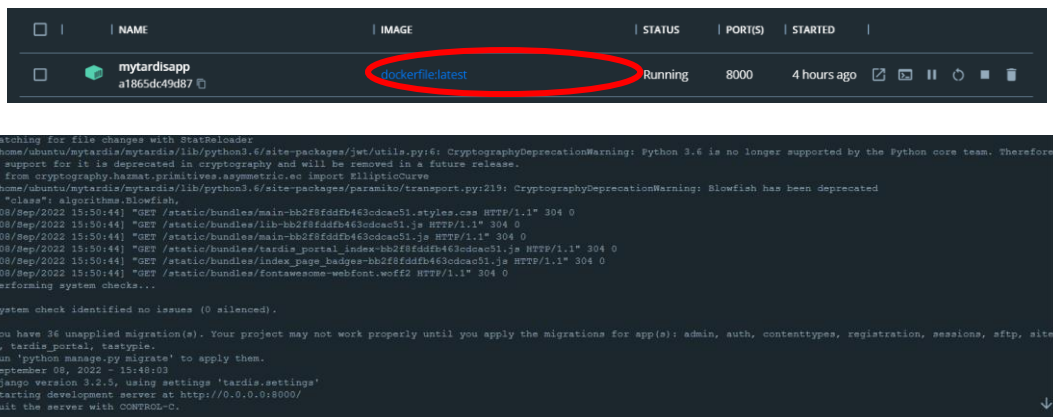 NAME IMAGE STATUS PORT(S) STARTED
mytardisapp dockerfile:latest Running 8000 4 hours ago
a1865dc49d87
atching for file changes with StatReloader
home/ubuntu/mytardis/mytardis/lib/python3.6/site-packages/jwt/utils.py:6: CryptographyDeprecationWarning: Python 3.6 is no longer supported by the Python core team. Therefore
support for it is deprecated in cryptography and will be removed in a future release.
from cryptography.hazmat.primitives.asymmetric.ec import EllipticCurve
home/ubuntu/mytardis/mytardis/lib/python3.6/site-packages/paramiko/transport.py:219: CryptographyDeprecationWarning: Blowfish has been deprecated
"class": algorithms.Blowfish,
08/Sep/2022 15:50:44] "GET /static/bundles/main-bb2f8fddfb463cdcac51.styles.css HTTP/1.1" 304 0
08/Sep/2022 15:50:44] "GET /static/bundles/lib-bb2f8fddfb463cdcac51.js HTTP/1.1" 304 0
08/Sep/2022 15:50:44] "GET /static/bundles/main-bb2f8fddfb463cdcac51.js HTTP/1.1" 304 0
08/Sep/2022 15:50:44] "GET /static/bundles/tardis_portal_index-bb2f8fddfb463cdcac51.js HTTP/1.1" 304 0
08/Sep/2022 15:50:44] "GET /static/bundles/index_page_badges-bb2f8fddfb463cdcac51.js HTTP/1.1" 304 0
08/Sep/2022 15:50:44] "GET /static/bundles/fontawesome-webfont.woff2 HTTP/1.1" 304 0
erforming system checks...
ystem check identified no issues (0 silenced).
ou have 36 unapplied migration(s). Your project may not work properly until you apply the migrations for app(s): admin, auth, contenttypes, registration, sessions, sftp, site
, tardis_portal, tastypie.
un 'python manage.py migrate' to apply them.
eptember 08, 2022 - 15:48:03
jango version 3.2.5, using settings 'tardis.settings'
tarting development server at http://0.0.0.0:8000/
uit the server with CONTROL-C.